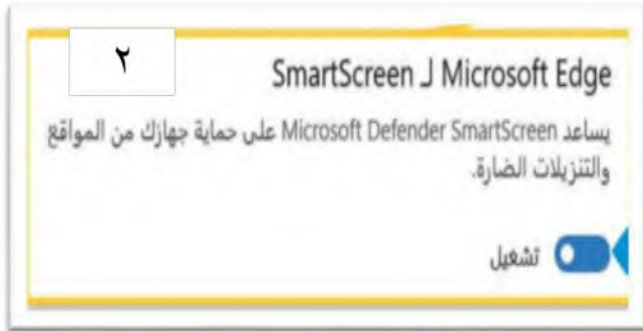 ٢
SmartScreen لـ Microsoft Edge
يساعد Microsoft Defender SmartScreen على حماية جهازك من المواقع
والتنزيلات الضارة.
تشغيل